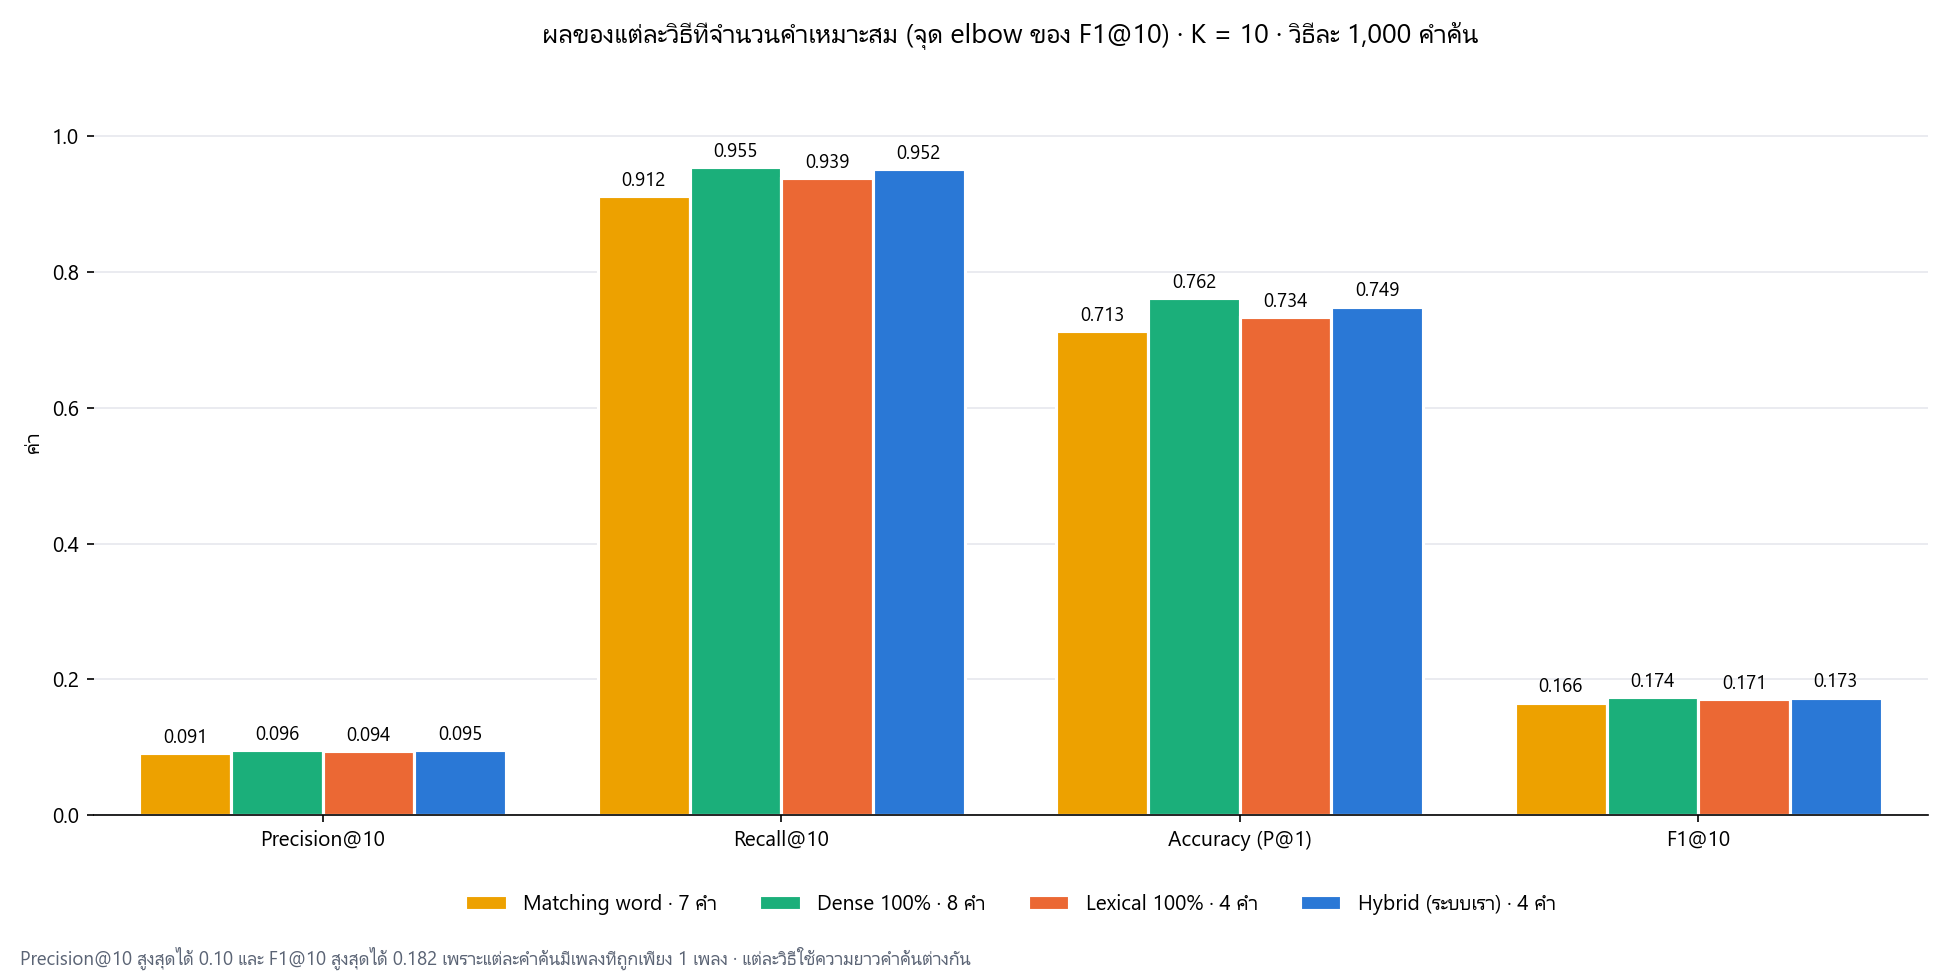 ผลของแต่ละวิธีที่จำนวนคำเหมาะสม (จุด elbow ของ F1@10) · K = 10 · วิธีละ 1,000 คำค้น
1.0
0.8
0.6
0.4
0.2
0.0
ค่า
0.091
0.096
0.094
0.095
0.912
0.955
0.939
0.952
0.713
0.762
0.734
0.749
0.166
0.174
0.171
0.173
Precision@10
Recall@10
Accuracy (P@1)
F1@10
Matching word · 7 คำ
Dense 100% · 8 คำ
Lexical 100% · 4 คำ
Hybrid (ระบบเรา) · 4 คำ
Precision@10 สูงสุดได้ 0.10 และ F1@10 สูงสุดได้ 0.182 เพราะแต่ละคำค้นมีเพลงที่ถูกเพียง 1 เพลง · แต่ละวิธีใช้ความยาวคำค้นต่างกัน